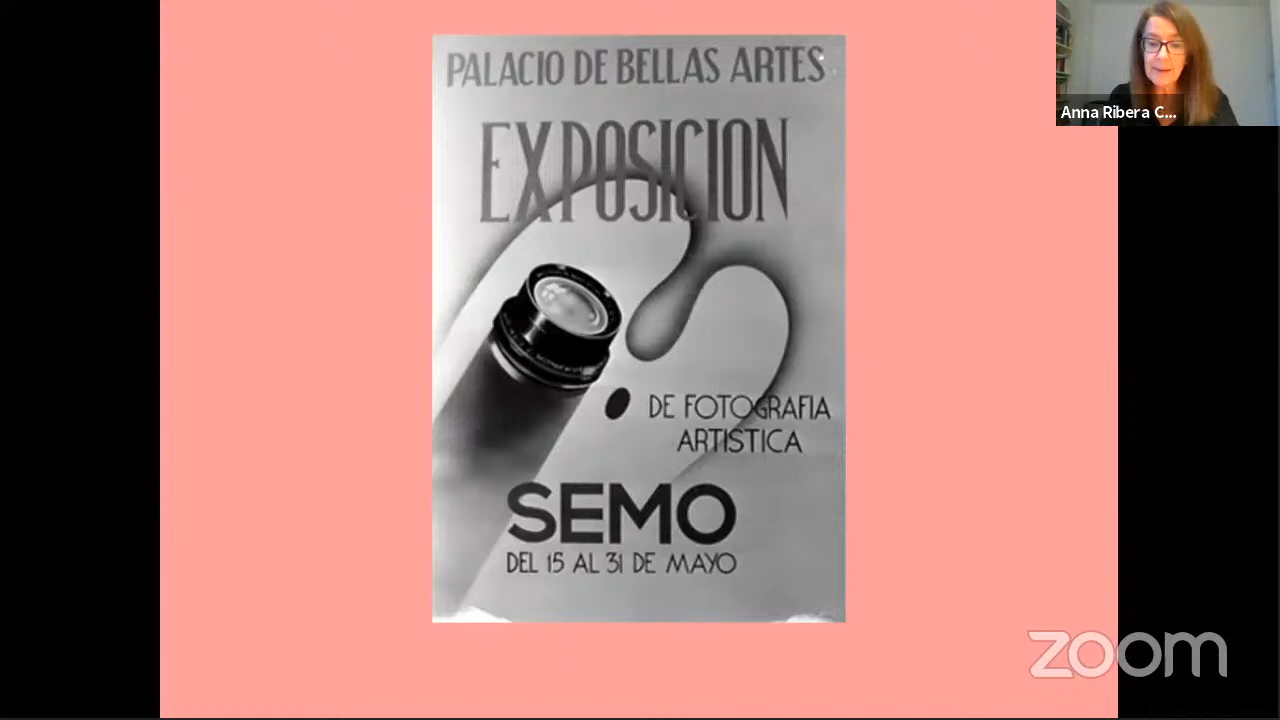 PALACIO DE BELLAS ARTES
EXPOSICION
DE FOTOGRAFIA
ARTISTICA
SEMO
DEL 15 AL 31 DE MAYO
Anna Ribera C...
zoom